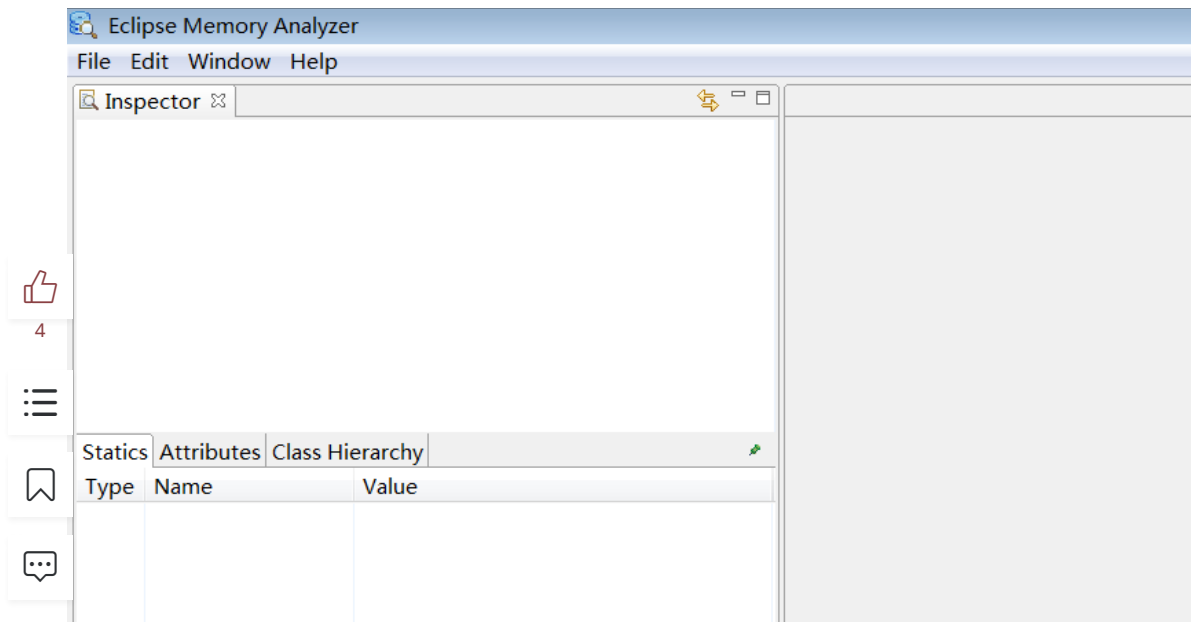 Eclipse Memory Analyzer
File Edit Window Help
Inspector
4
Statics Attributes Class Hierarchy
Type Name Value